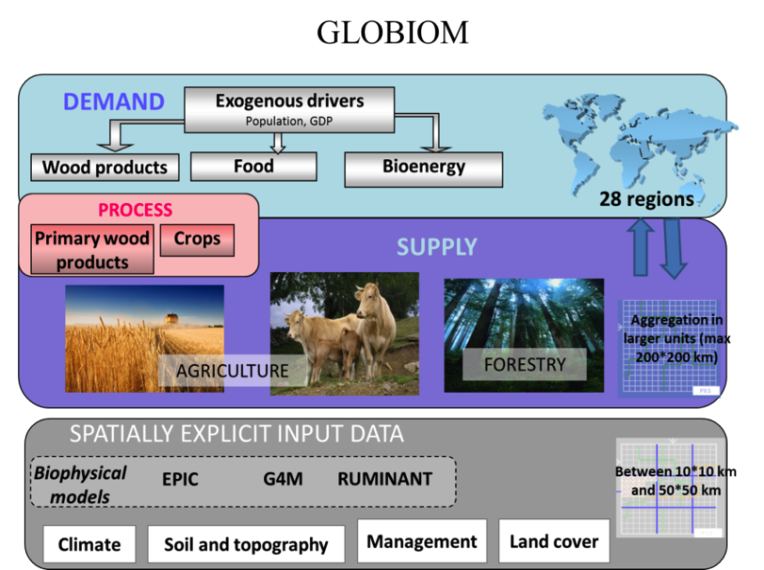 GLOBIOM
DEMAND
Exogenous drivers
Population, GDP
Wood products
Food
Bioenergy
28 regions
PROCESS
Primary wood
products
Crops
SUPPLY
AGRICULTURE
FORESTRY
Aggregation in
larger units (max
200*200 km)
SPATIALLY EXPLICIT INPUT DATA
Biophysical
models
EPIC
G4M
RUMINANT
Between 10*10 km
and 50*50 km
Climate
Soil and topography
Management
Land cover